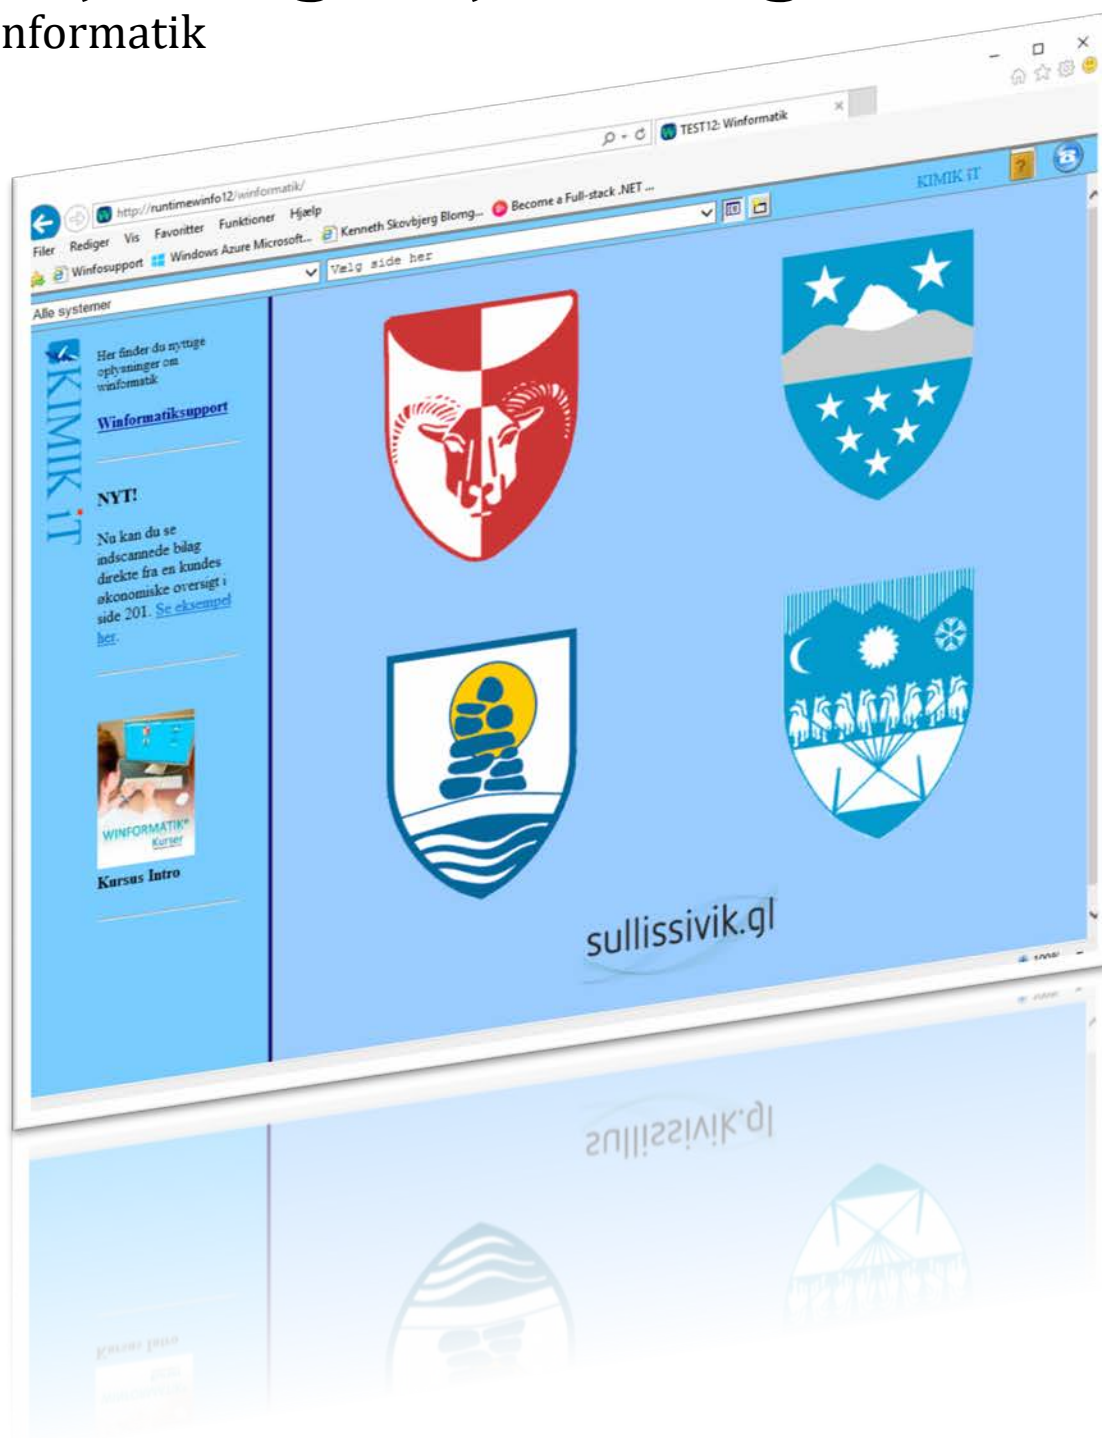 nformatik
TEST12: Winformatik
http://runtimewinfo12/winformatik/
Filer Rediger Vis Favoritter Funktioner Hjælp
Winfosupport Windows Azure Microsoft... Kenneth Skovbjerg Blomg... Become a Full-stack .NET ...
KIMIK iT
Alle systemer
Vælg side her
KIMIK iT
Her finder du nyttige
oplysninger om
winformatik
Winformatiksupport
NYT!
Nu kan du se
indscannede bilag
direkte fra en kundes
økonomiske oversigt i
side 201. Se eksempel
her.
WINFORMATIK®
Kurser
Kursus Intro
sullissivik.gl
100%